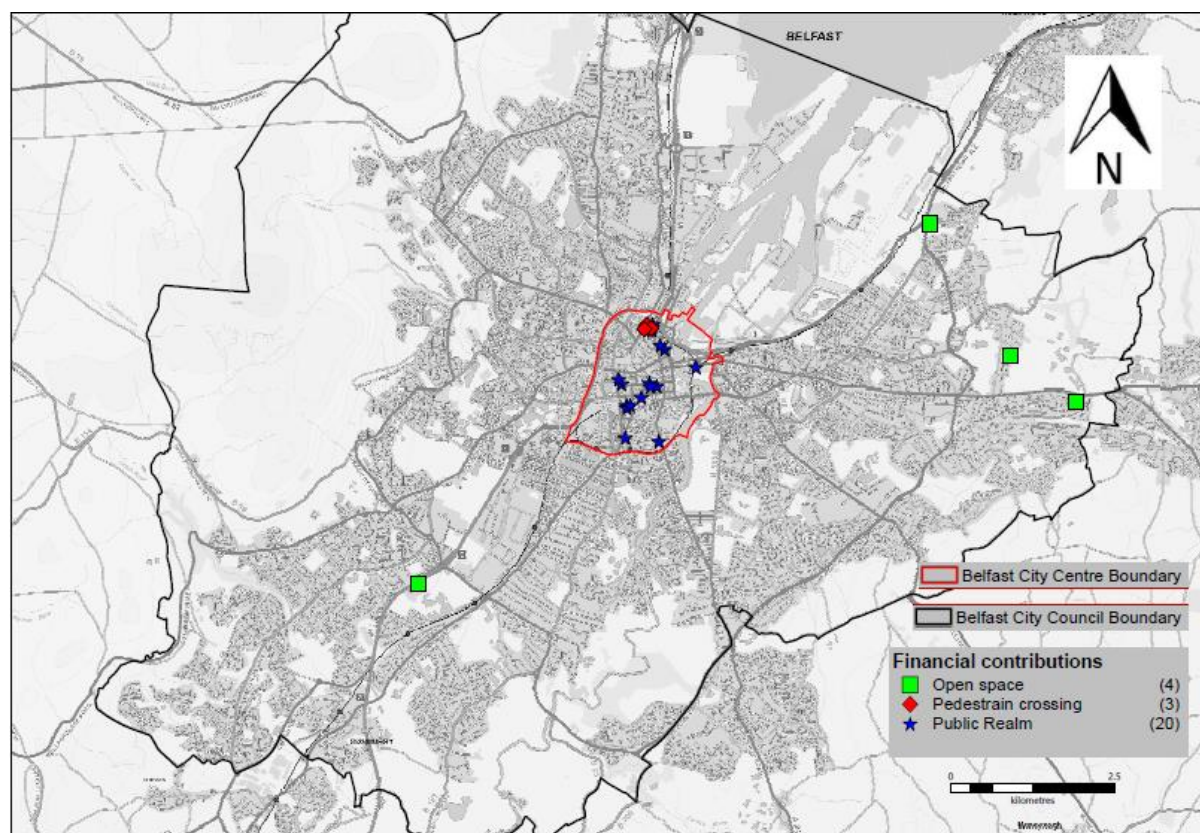 BELFAST
A 52
N
Belfast City Centre Boundary
Belfast City Council Boundary
Financial contributions
Open space (4)
Pedestrain crossing (3)
Public Realm (20)
0 2.5
kilometres